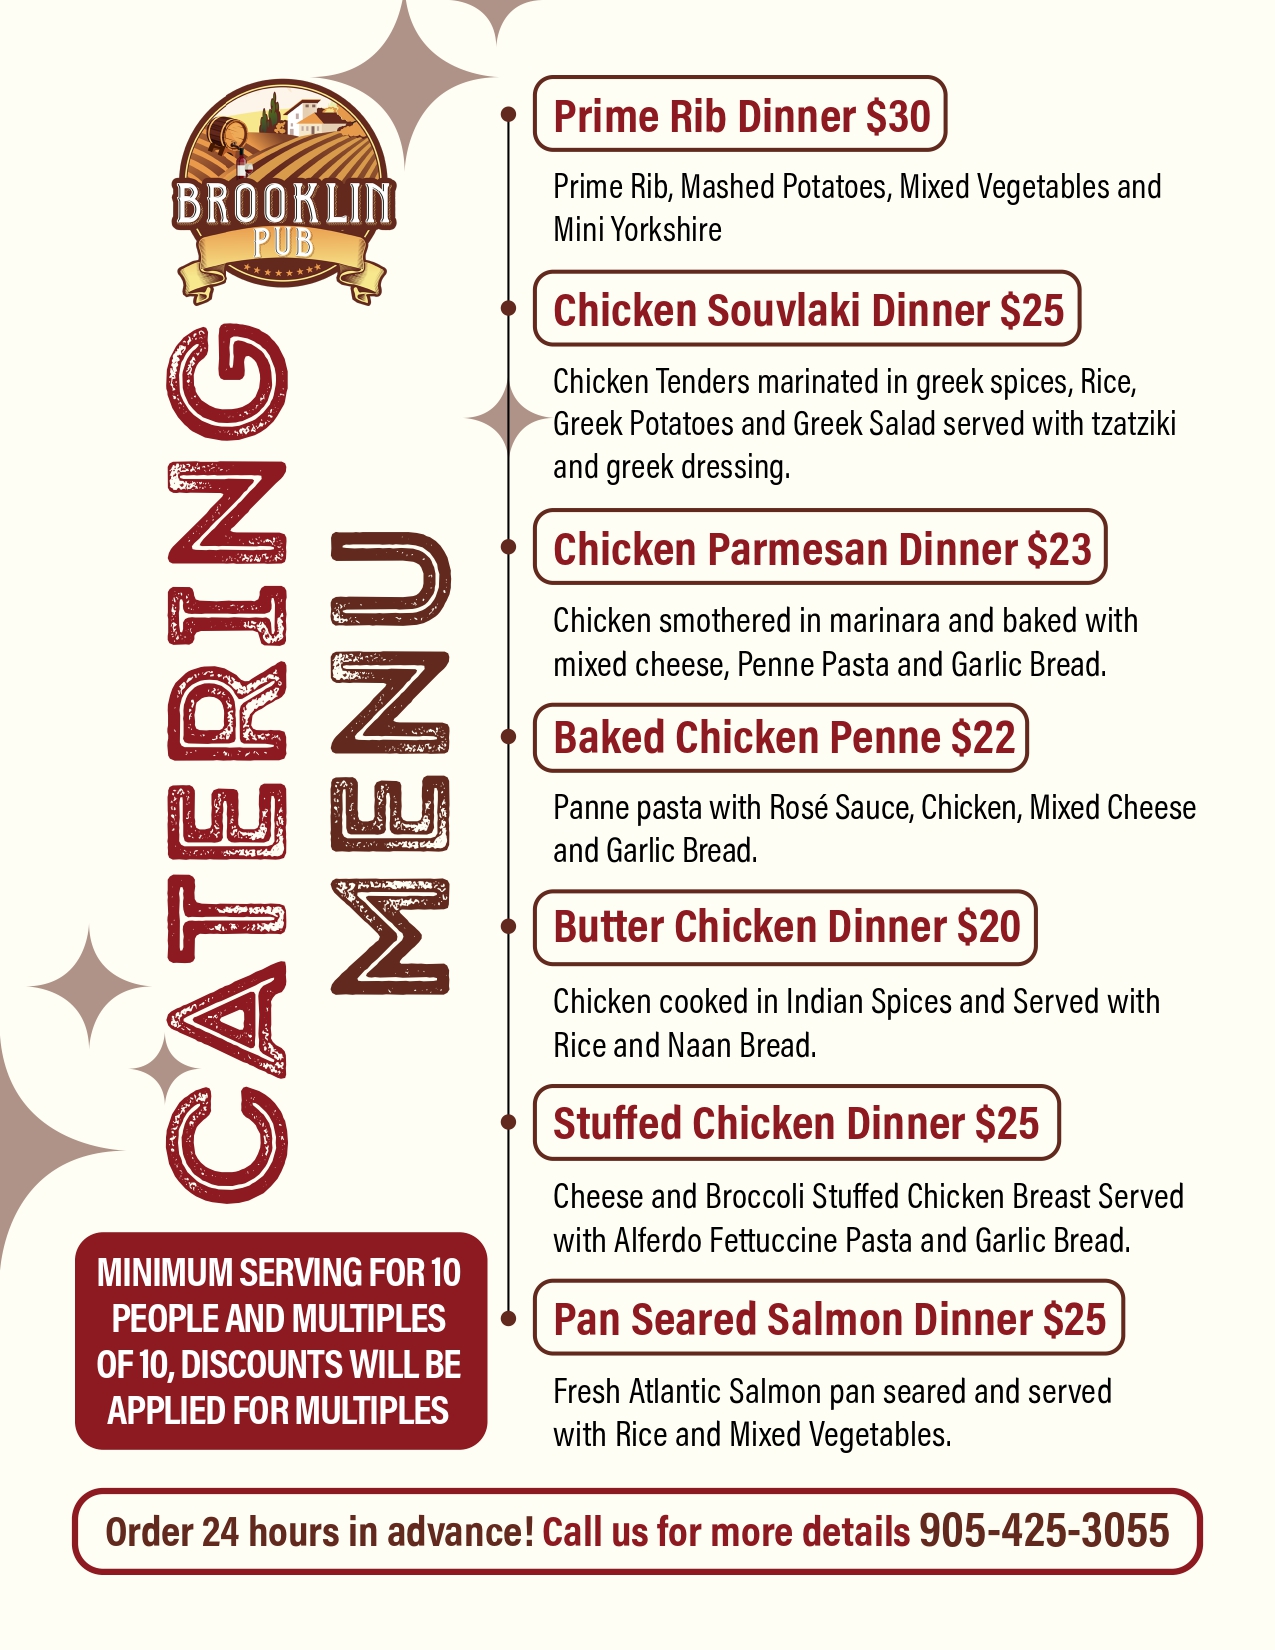 BROOKLIN
PUB
CATERING
MENU
Prime Rib Dinner $30
Prime Rib, Mashed Potatoes, Mixed Vegetables and
Mini Yorkshire
Chicken Souvlaki Dinner $25
Chicken Tenders marinated in greek spices, Rice,
Greek Potatoes and Greek Salad served with tzatziki
and greek dressing.
Chicken Parmesan Dinner $23
Chicken smothered in marinara and baked with
mixed cheese, Penne Pasta and Garlic Bread.
Baked Chicken Penne $22
Panne pasta with Rosé Sauce, Chicken, Mixed Cheese
and Garlic Bread.
Butter Chicken Dinner $20
Chicken cooked in Indian Spices and Served with
Rice and Naan Bread.
Stuffed Chicken Dinner $25
Cheese and Broccoli Stuffed Chicken Breast Served
with Alferdo Fettuccine Pasta and Garlic Bread.
Pan Seared Salmon Dinner $25
Fresh Atlantic Salmon pan seared and served
with Rice and Mixed Vegetables.
MINIMUM SERVING FOR 10
PEOPLE AND MULTIPLES
OF 10, DISCOUNTS WILL BE
APPLIED FOR MULTIPLES
Order 24 hours in advance! Call us for more details 905-425-3055